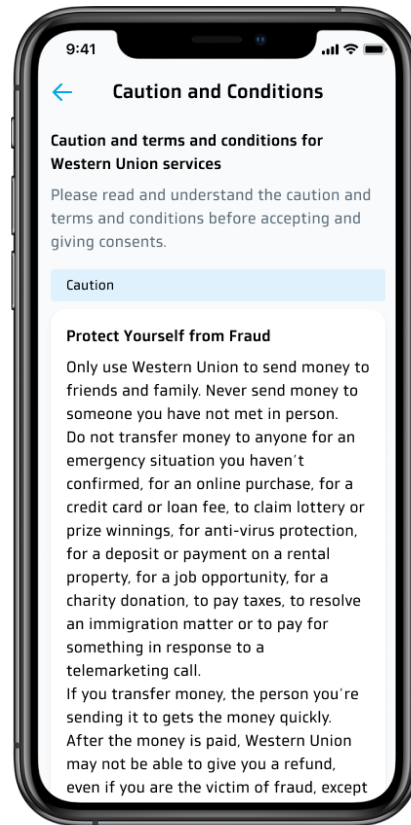 9:41
Caution and Conditions
Caution and terms and conditions for
Western Union services
Please read and understand the caution and
terms and conditions before accepting and
giving consents.
Caution
Protect Yourself from Fraud
Only use Western Union to send money to
friends and family. Never send money to
someone you have not met in person.
Do not transfer money to anyone for an
emergency situation you haven't
confirmed, for an online purchase, for a
credit card or loan fee, to claim lottery or
prize winnings, for anti-virus protection,
for a deposit or payment on a rental
property, for a job opportunity, for a
charity donation, to pay taxes, to resolve
an immigration matter or to pay for
something in response to a
telemarketing call.
If you transfer money, the person you're
sending it to gets the money quickly.
After the money is paid, Western Union
may not be able to give you a refund,
even if you are the victim of fraud, except